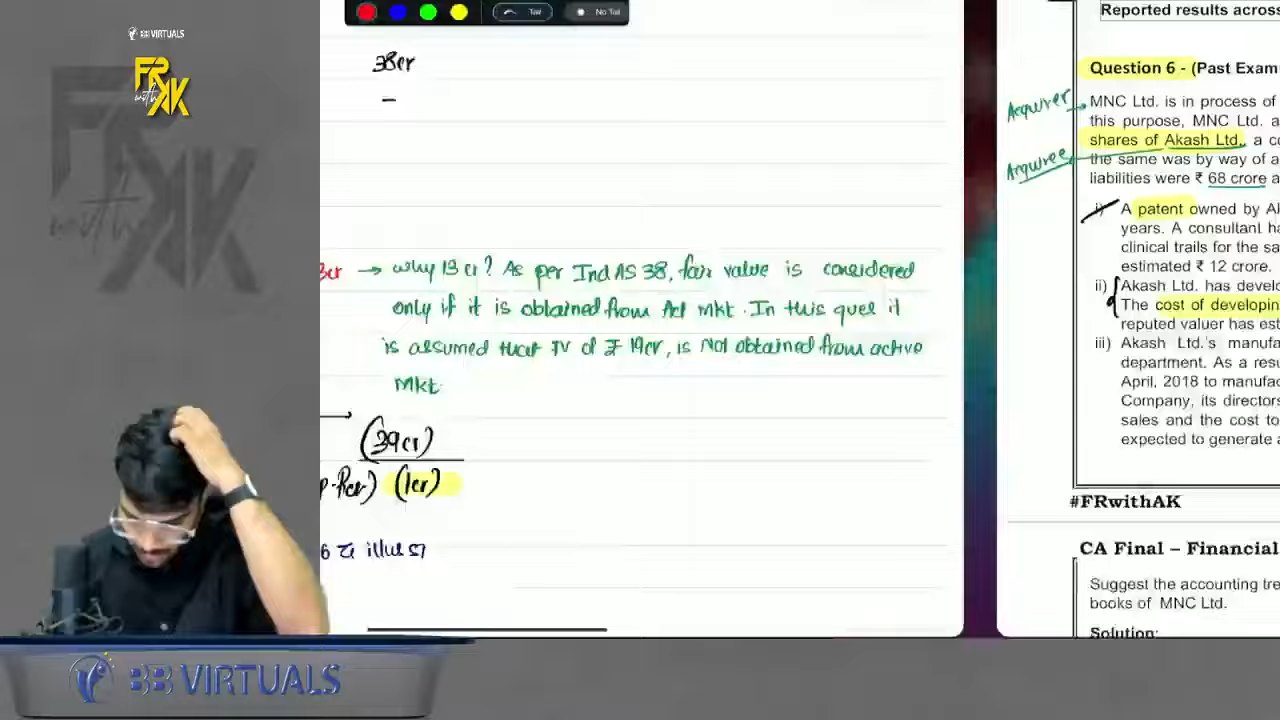 BB VIRTUALS
FR
with
AK
Tail
No Tail
38cr
3cr → why 13 cr? As per Ind AS 38, fair value is considered
only if it is obtained from Act Mkt. In this ques it
is assumed that FV of ₹ 14cr, is Not obtained from active
Mkt.
(39cr)
(1cr)
illus
BB VIRTUALS
Reported results across
Question 6 - (Past Exam
Acquirer
MNC Ltd. is in process of
this purpose, MNC Ltd. a
shares of Akash Ltd., a co
Acquree
the same was by way of a
liabilities were ₹ 68 crore a
i) A patent owned by Ak
years. A consultant ha
clinical trails for the sa
estimated ₹ 12 crore.
ii) Akash Ltd. has develo
The cost of developin
reputed valuer has est
iii) Akash Ltd.'s manufa
department. As a resu
April, 2018 to manufac
Company, its directors
sales and the cost to
expected to generate a
#FRwithAK
CA Final – Financial
Suggest the accounting tre
books of MNC Ltd.
Solution: